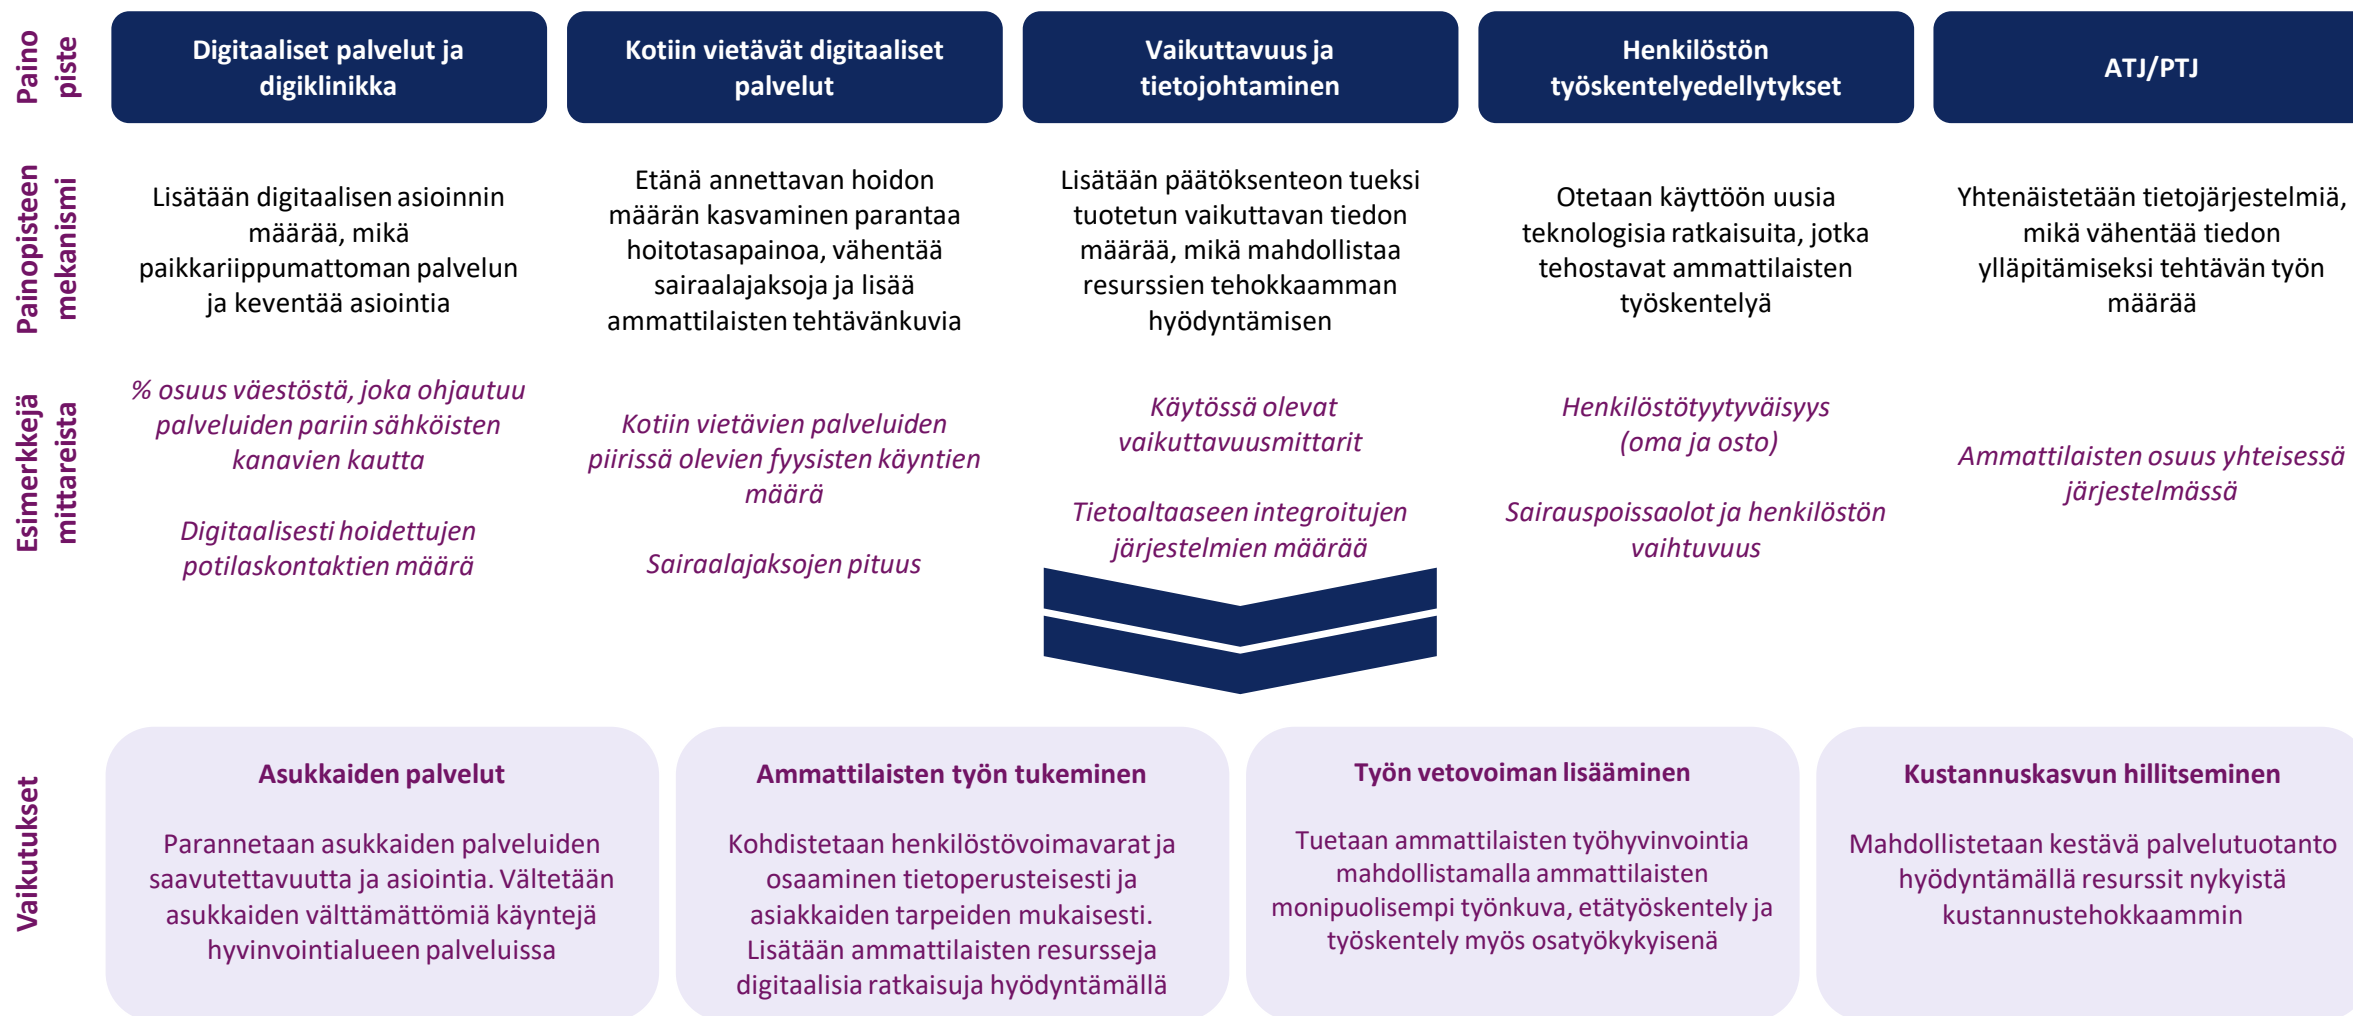 Paino
piste
Digitaaliset palvelut ja
digiklinikka
Kotiin vietävät digitaaliset
palvelut
Vaikuttavuus ja
tietojohtaminen
Henkilöstön
työskentelyedellytykset
ATJ/PTJ
Painopisteen
mekanismi
Lisätään digitaalisen asioinnin
määrää, mikä
paikkariippumattoman palvelun
ja keventää asiointia
Etänä annettavan hoidon
määrän kasvaminen parantaa
hoitotasapainoa, vähentää
sairaalajaksoja ja lisää
ammattilaisten tehtävänkuvia
Lisätään päätöksenteon tueksi
tuotetun vaikuttavan tiedon
määrää, mikä mahdollistaa
resurssien tehokkaamman
hyödyntämisen
Otetaan käyttöön uusia
teknologisia ratkaisuita, jotka
tehostavat ammattilaisten
työskentelyä
Yhtenäistetään tietojärjestelmiä,
mikä vähentää tiedon
ylläpitämiseksi tehtävän työn
määrää
Esimerkejä
mittareista
% osuus väestöstä, joka ohjautuu
palveluiden pariin sähköisten
kanavien kautta
Digitaalisesti hoidettujen
potilaskontaktien määrä
Kotiin vietävien palveluiden
piirissä olevien fyysisten käyntien
määrä
Sairaalajaksojen pituus
Käytössä olevat
vaikuttavuusmittarit
Tietoaltaaseen integroitujen
järjestelmien määrää
Henkilöstötyytyväisyys
(oma ja osto)
Sairauspoissaolot ja henkilöstön
vaihtuvuus
Ammattilaisten osuus yhteisessä
järjestelmässä
Vaikutukset
Asukkaiden palvelut
Parannetaan asukkaiden palveluiden
saavutettavuutta ja asiointia. Vältetään
asukkaiden välttämättömiä käyntejä
hyvinvointialueen palveluissa
Ammattilaisten työn tukeminen
Kohdistetaan henkilöstövoimavarat ja
osaaminen tietoperusteisesti ja
asiakkaiden tarpeiden mukaisesti.
Lisätään ammattilaisten resursseja
digitaalisia ratkaisuja hyödyntämällä
Työn vetovoiman lisääminen
Tuetaan ammattilaisten työhyvinvointia
mahdollistamalla ammattilaisten
monipuolisempi työnkuva, etätyöskentely ja
työskentely myös osatyökykyisenä
Kustannuskasvun hillitseminen
Mahdollistetaan kestävä palvelutuotanto
hyödyntämällä resurssit nykyistä
kustannustehokkaammin